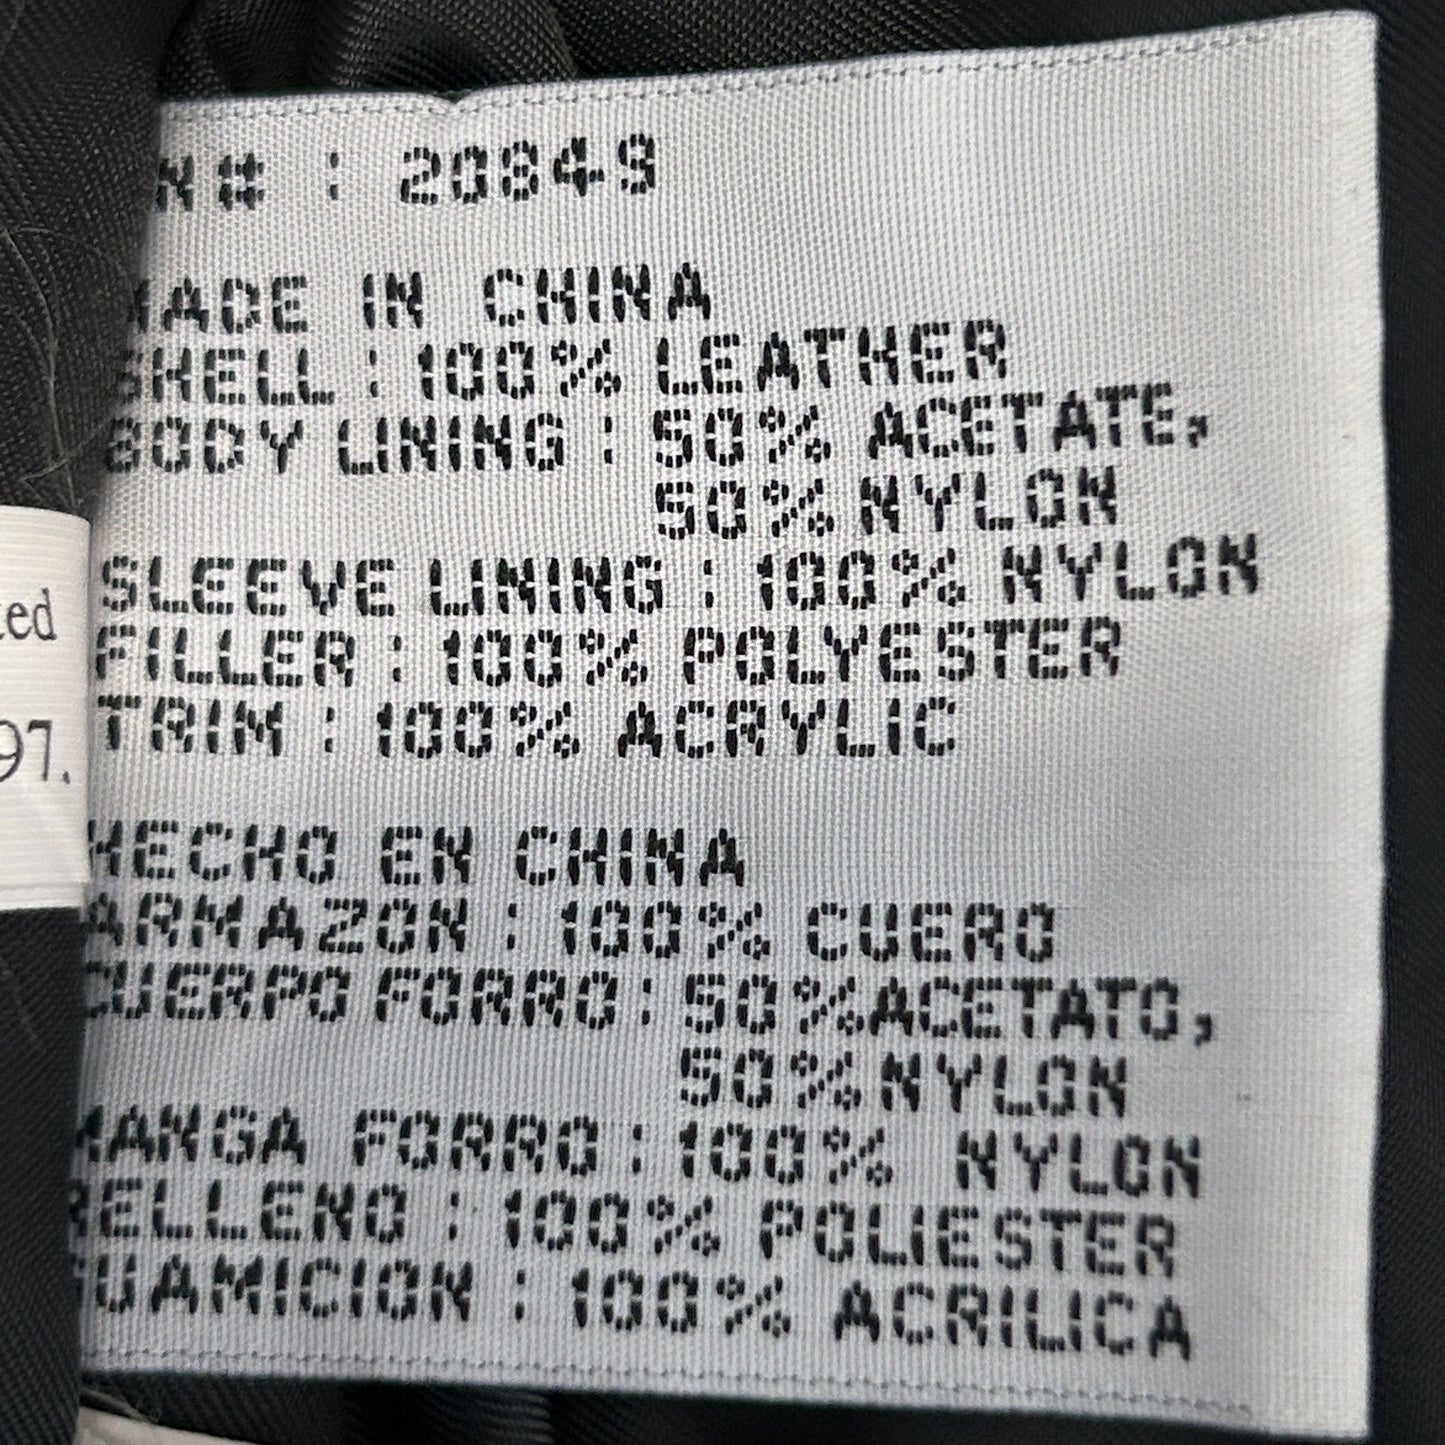 N# : 20849
MADE IN CHINA
SHELL : 100% LEATHER
BODY LINING : 50% ACETATE,
50% NYLON
SLEEVE LINING : 100% NYLON
FILLER : 100% POLYESTER
TRIM : 100% ACRYLIC
HECHO EN CHINA
ARMAZON : 100% CUERO
CUERPO FORRO : 50% ACETATO,
50% NYLON
MANGA FORRO : 100% NYLON
RELLENO : 100% POLIESTER
GUAMICION : 100% ACRILICA
97.